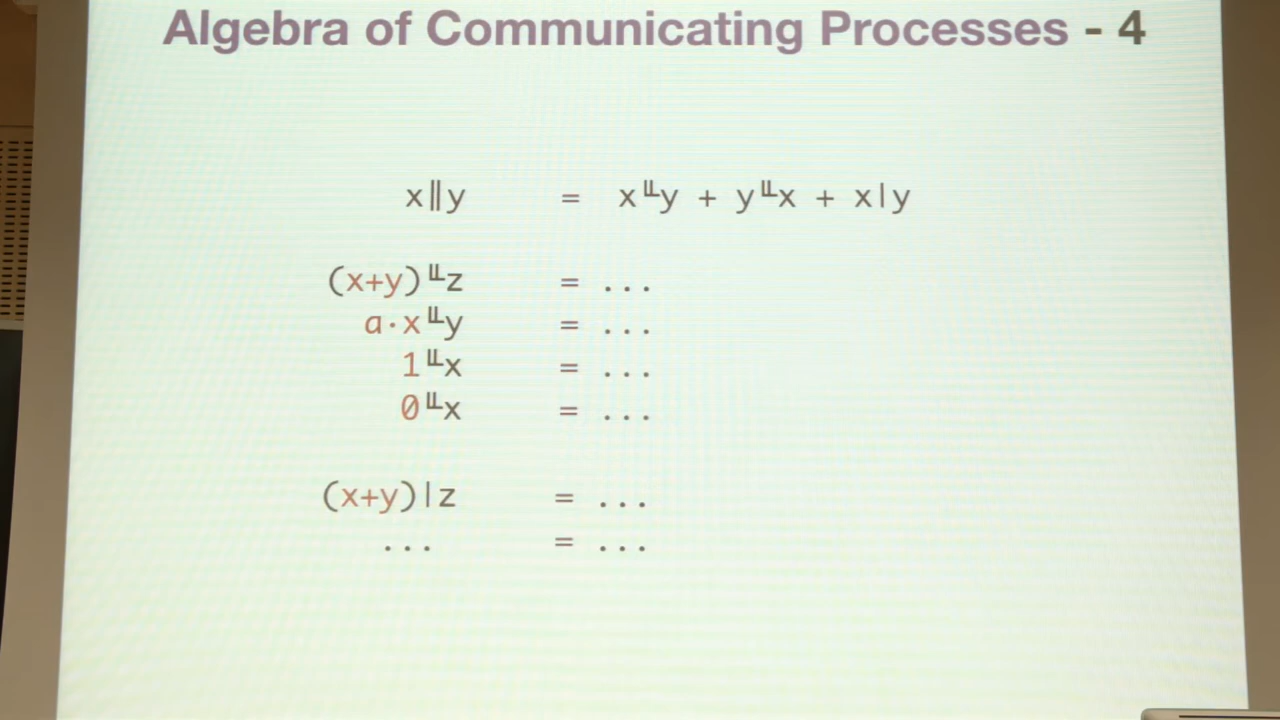 Algebra of Communicating Processes - 4
x∥y = x⫫y + y⫫x + x|y
(x+y)⫫z = ...
a·x⫫y = ...
1⫫x = ...
0⫫x = ...
(x+y)|z = ...
... = ...